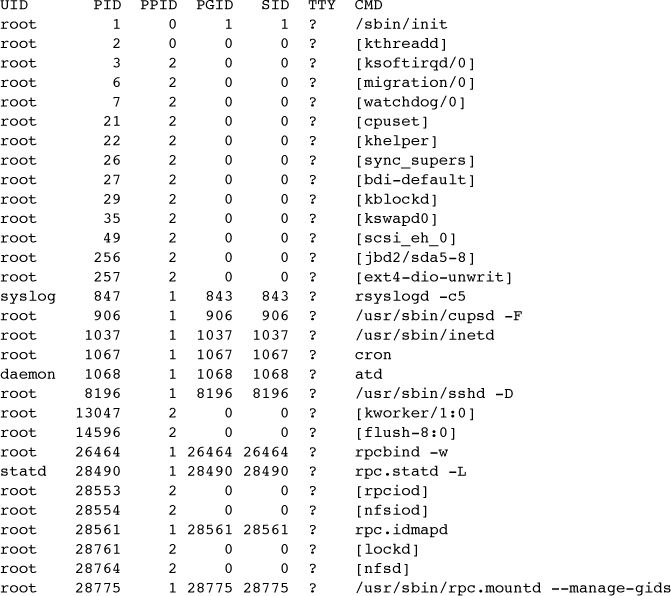 UID PID PPID PGID SID TTY CMD
root 1 0 1 1 ? /sbin/init
root 2 0 0 0 ? [kthreadd]
root 3 2 0 0 ? [ksoftirqd/0]
root 6 2 0 0 ? [migration/0]
root 7 2 0 0 ? [watchdog/0]
root 21 2 0 0 ? [cpuset]
root 22 2 0 0 ? [khelper]
root 26 2 0 0 ? [sync_supers]
root 27 2 0 0 ? [bdi-default]
root 29 2 0 0 ? [kblockd]
root 35 2 0 0 ? [kswapd0]
root 49 2 0 0 ? [scsi_eh_0]
root 256 2 0 0 ? [jbd2/sda5-8]
root 257 2 0 0 ? [ext4-dio-unwrit]
syslog 847 1 843 843 ? rsyslogd -c5
root 906 1 906 906 ? /usr/sbin/cupsd -F
root 1037 1 1037 1037 ? /usr/sbin/inetd
root 1067 1 1067 1067 ? cron
daemon 1068 1 1068 1068 ? atd
root 8196 1 8196 8196 ? /usr/sbin/sshd -D
root 13047 2 0 0 ? [kworker/1:0]
root 14596 2 0 0 ? [flush-8:0]
root 26464 1 26464 26464 ? rpcbind -w
statd 28490 1 28490 28490 ? rpc.statd -L
root 28553 2 0 0 ? [rpciod]
root 28554 2 0 0 ? [nfsiod]
root 28561 1 28561 28561 ? rpc.idmapd
root 28761 2 0 0 ? [lockd]
root 28764 2 0 0 ? [nfsd]
root 28775 1 28775 28775 ? /usr/sbin/rpc.mountd --manage-gids